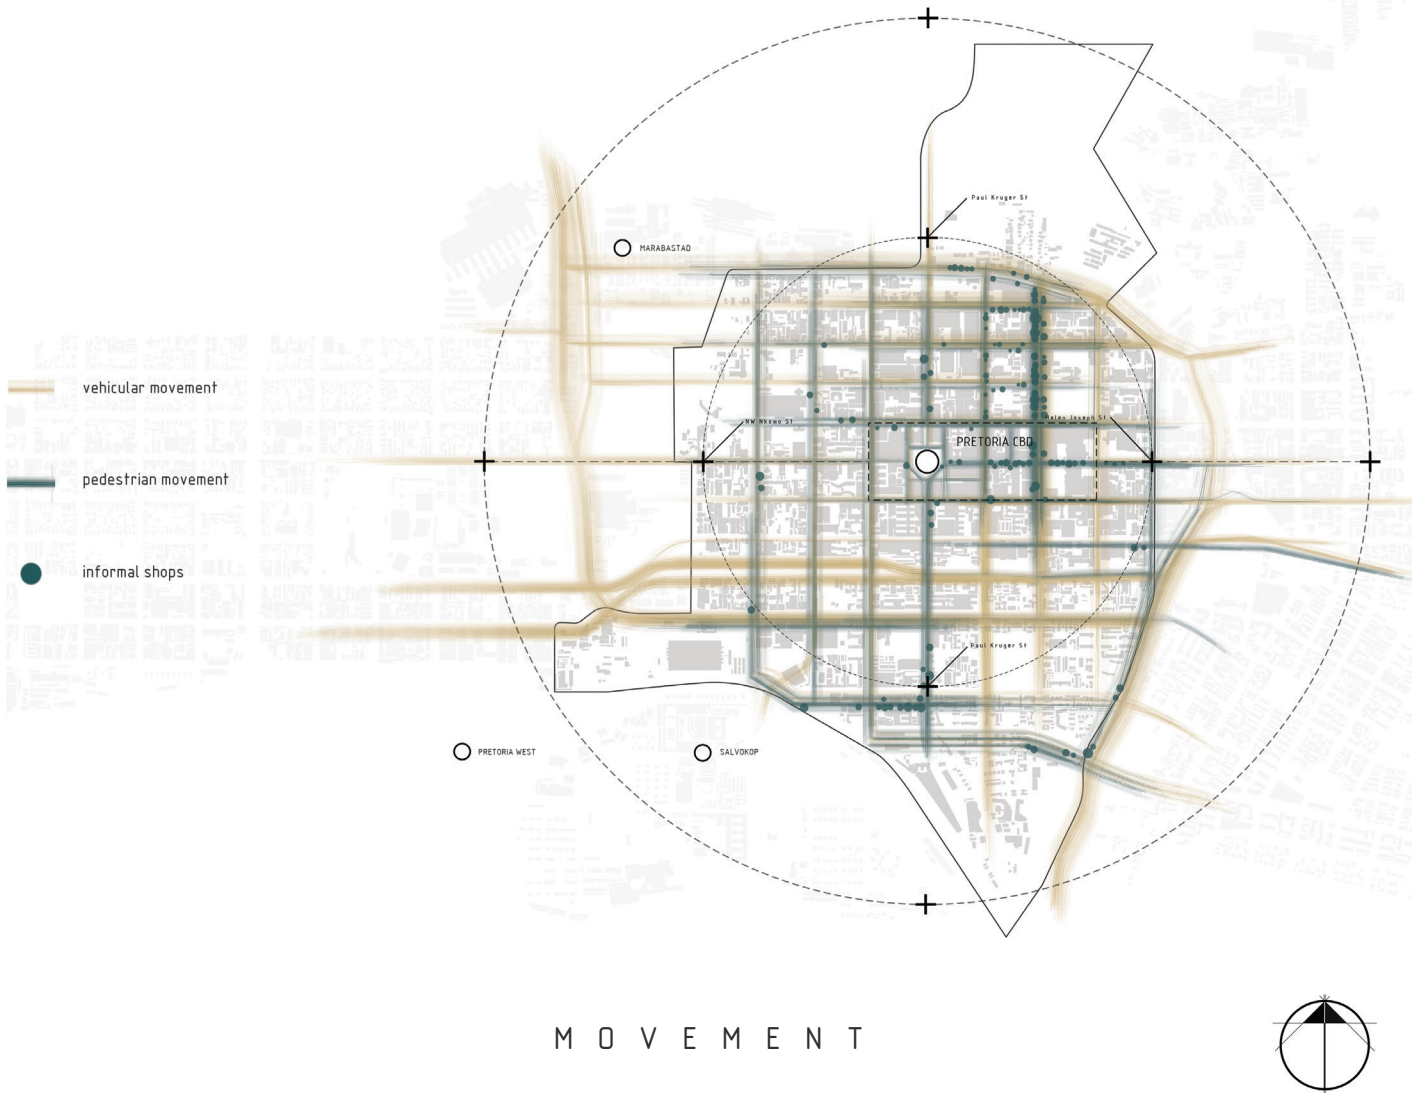 Paul Kruger St
MARABASTAD
vehicular movement
NW Nkomo St
Helen Joseph St
PRETORIA CBD
pedestrian movement
informal shops
Paul Kruger St
PRETORIA WEST
SALVOKOP
MOVEMENT